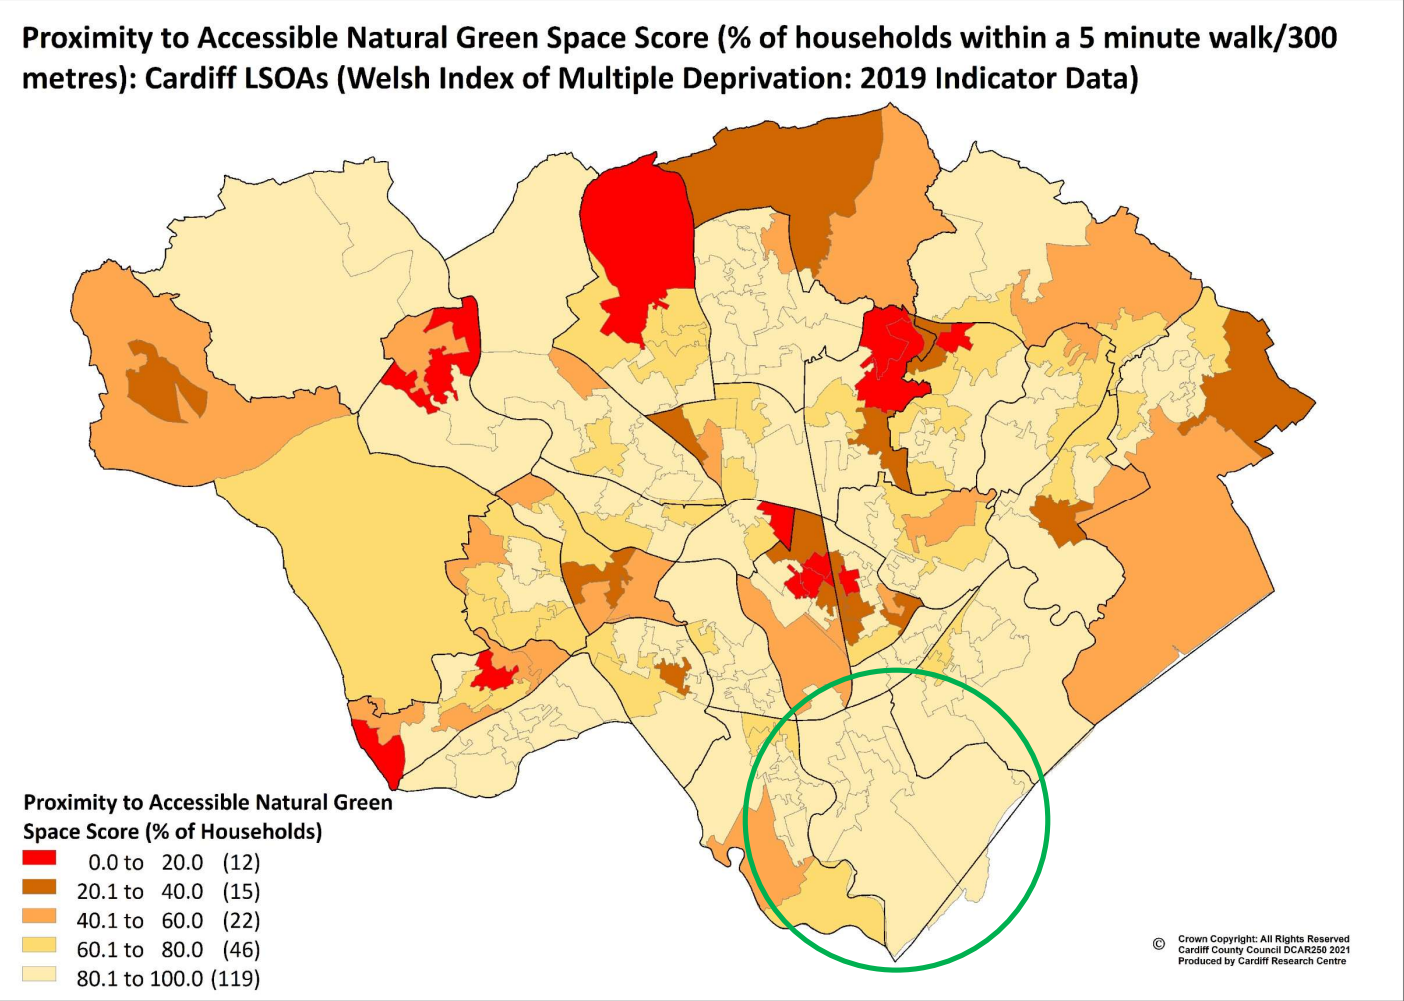 Proximity to Accessible Natural Green Space Score (% of households within a 5 minute walk/300
metres): Cardiff LSOAs (Welsh Index of Multiple Deprivation: 2019 Indicator Data)
Proximity to Accessible Natural Green
Space Score (% of Households)
0.0 to 20.0 (12)
20.1 to 40.0 (15)
40.1 to 60.0 (22)
60.1 to 80.0 (46)
80.1 to 100.0 (119)
© Crown Copyright: All Rights Reserved
Cardiff County Council DCAR250 2021
Produced by Cardiff Research Centre